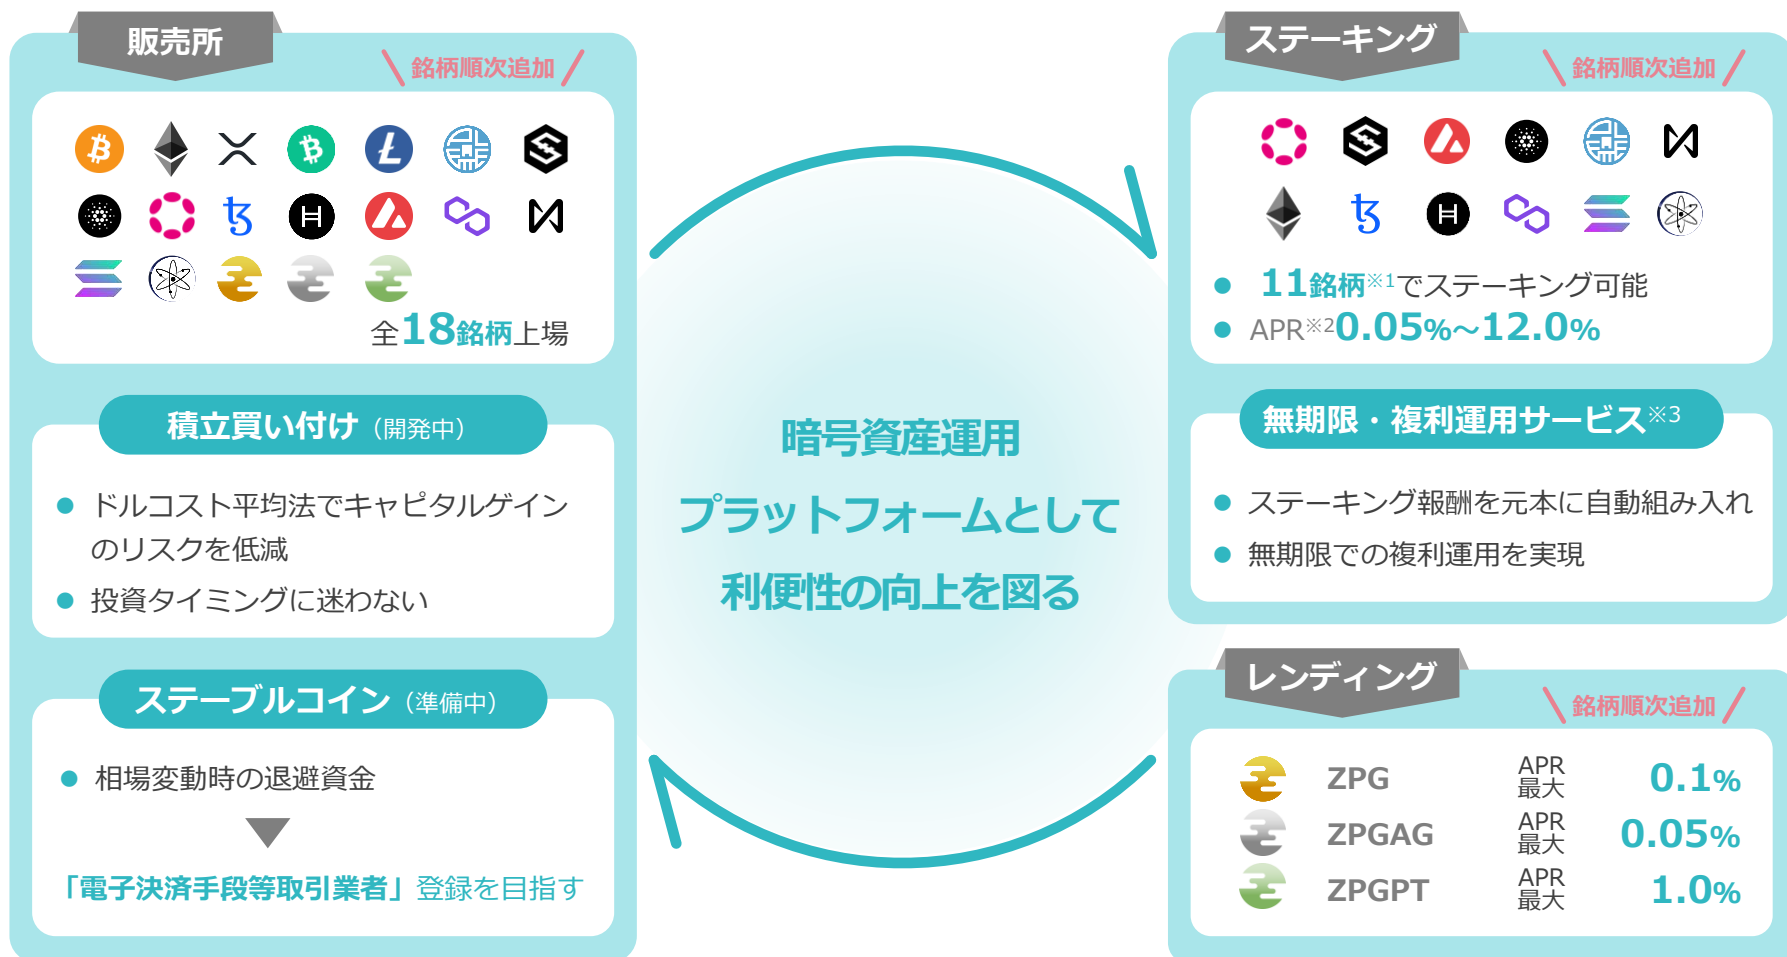 販売所
銘柄順次追加
全18銘柄上場
積立買い付け（開発中）
ドルコスト平均法でキャピタルゲイン
のリスクを低減
投資タイミングに迷わない
ステーブルコイン（準備中）
相場変動時の退避資金
「電子決済手段等取引業者」登録を目指す
暗号資産運用
プラットフォームとして
利便性の向上を図る
ステーキング
銘柄順次追加
11銘柄※1でステーキング可能
APR※20.05%～12.0%
無期限・複利運用サービス※3
ステーキング報酬を元本に自動組み入れ
無期限での複利運用を実現
レンディング
銘柄順次追加
ZPG APR最大 0.1%
ZPGAG APR最大 0.05%
ZPGPT APR最大 1.0%